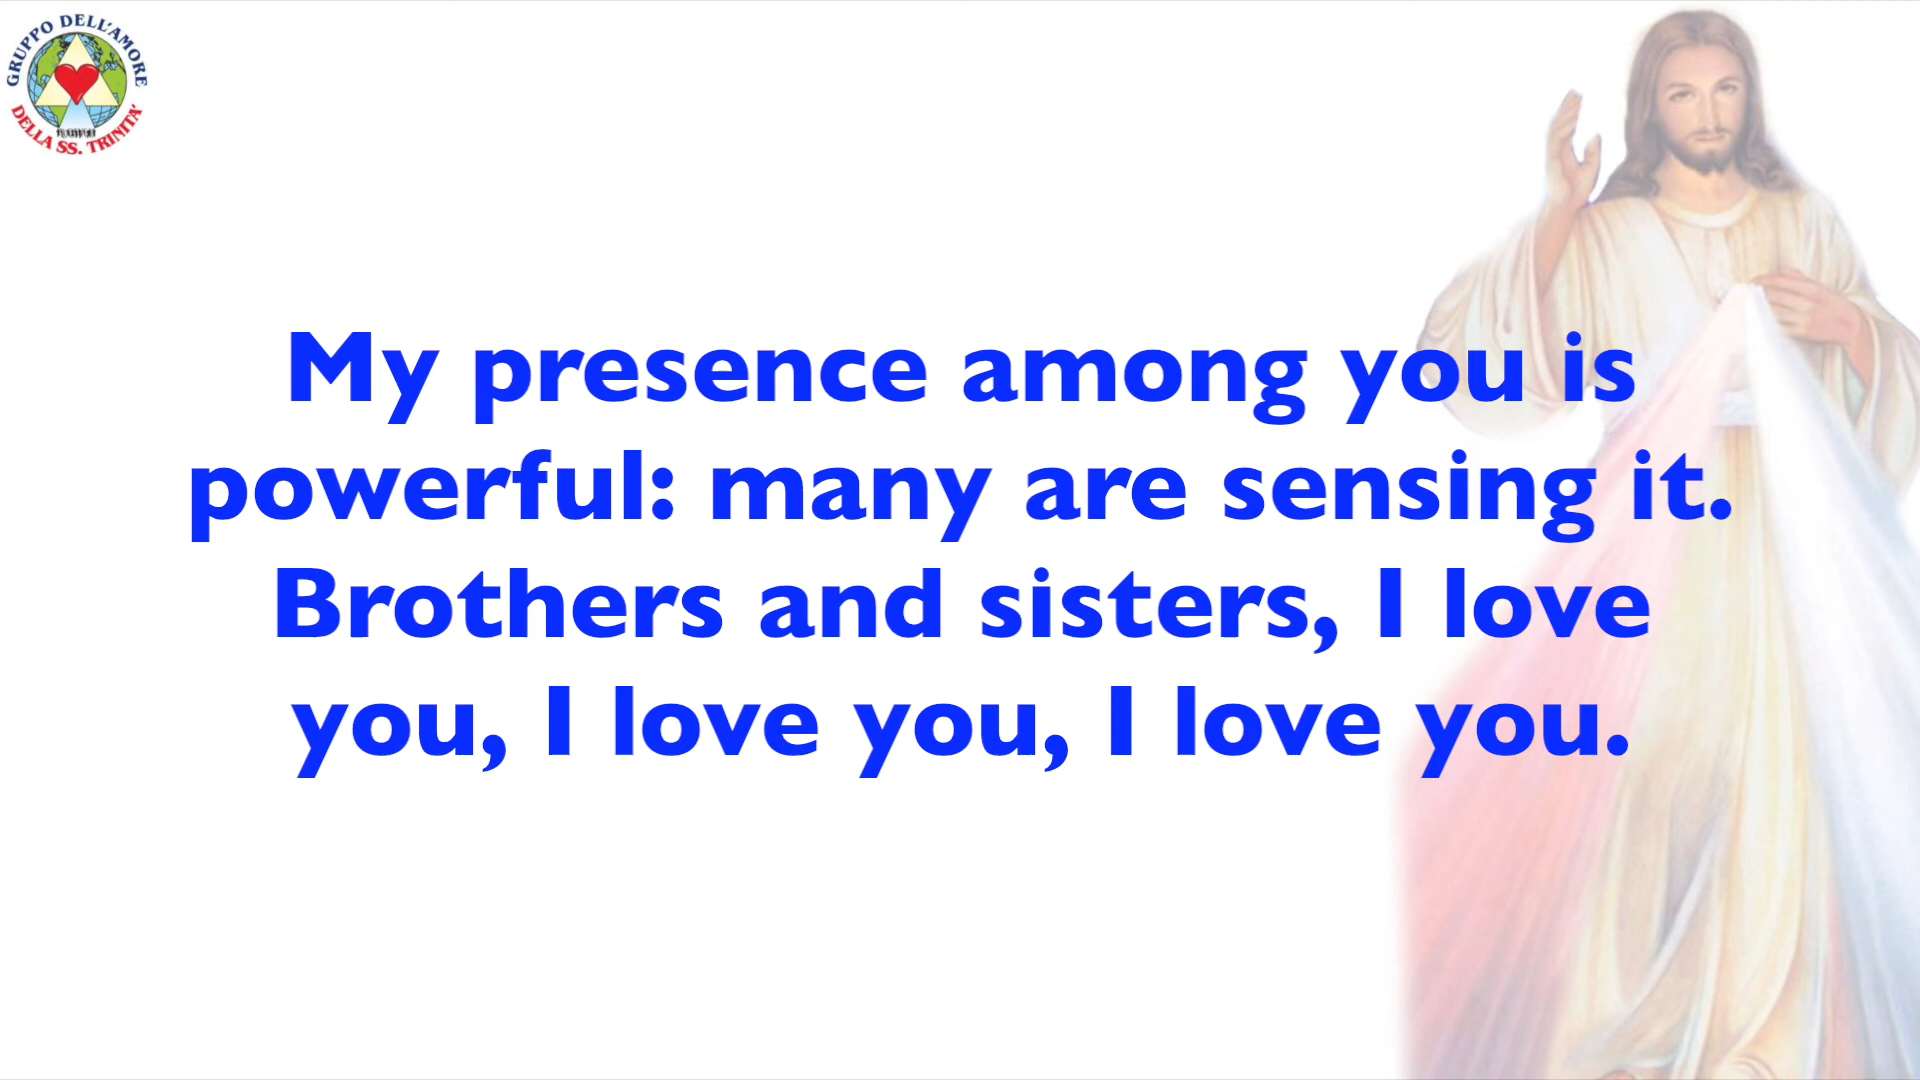 GRUPPO DELL'AMORE
DELLA SS. TRINITA'
My presence among you is
powerful: many are sensing it.
Brothers and sisters, I love
you, I love you, I love you.